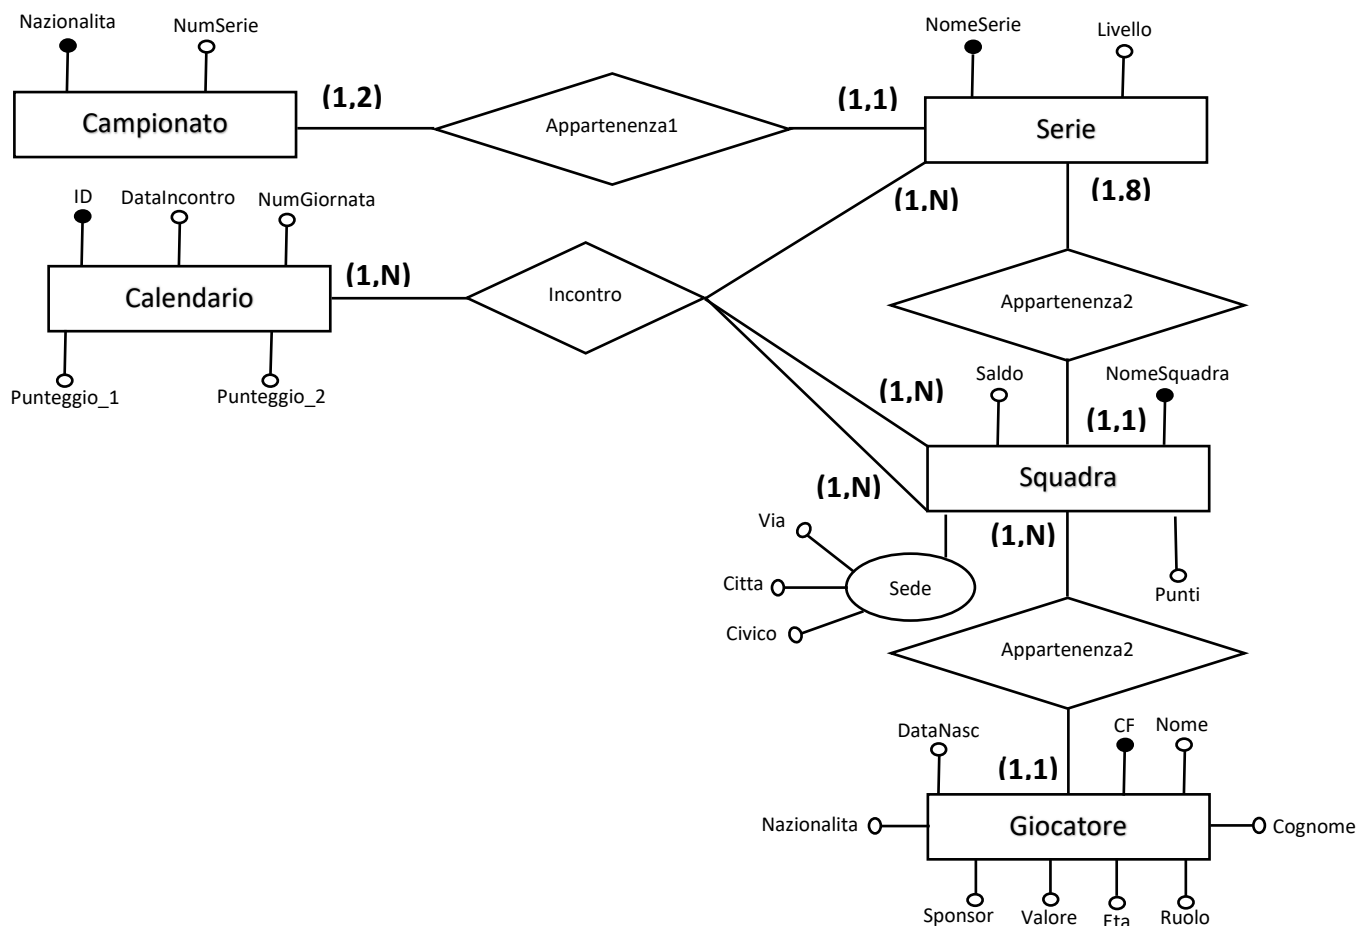 Nazionalita
NumSerie
NomeSerie
Livello
Campionato
(1,2)
Appartenenza1
(1,1)
Serie
ID
DataIncontro
NumGiornata
(1,N)
(1,8)
Calendario
(1,N)
Incontro
Appartenenza2
Punteggio_1
Punteggio_2
Saldo
NomeSquadra
(1,N)
(1,1)
Squadra
(1,N)
Via
(1,N)
Citta
Sede
Punti
Civico
Appartenenza2
DataNasc
CF
Nome
(1,1)
Nazionalita
Giocatore
Cognome
Sponsor
Valore
Eta
Ruolo